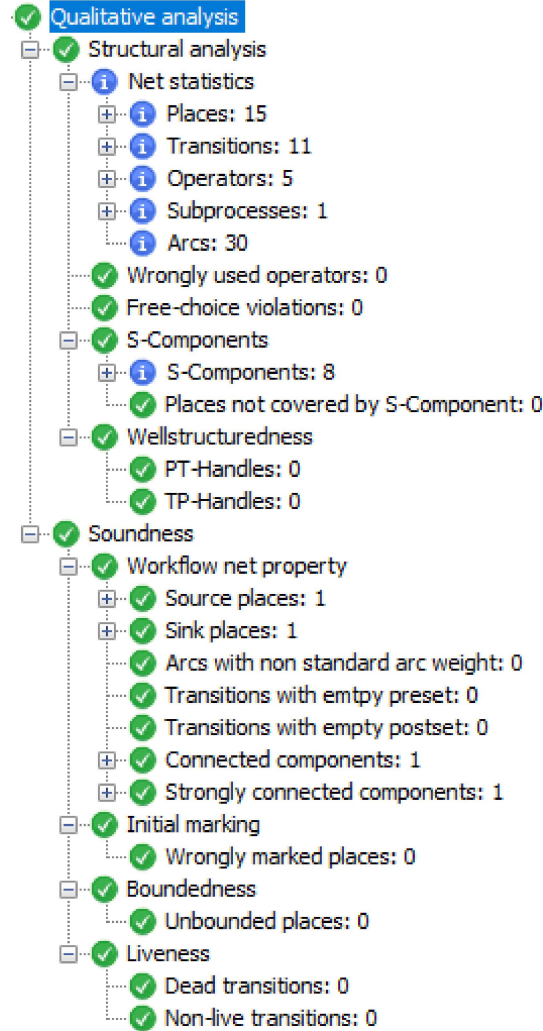 Qualitative analysis
Structural analysis
Net statistics
Places: 15
Transitions: 11
Operators: 5
Subprocesses: 1
Arcs: 30
Wrongly used operators: 0
Free-choice violations: 0
S-Components
S-Components: 8
Places not covered by S-Component: 0
Wellstructuredness
PT-Handles: 0
TP-Handles: 0
Soundness
Workflow net property
Source places: 1
Sink places: 1
Arcs with non standard arc weight: 0
Transitions with emtpy preset: 0
Transitions with empty postset: 0
Connected components: 1
Strongly connected components: 1
Initial marking
Wrongly marked places: 0
Boundedness
Unbounded places: 0
Liveness
Dead transitions: 0
Non-live transitions: 0